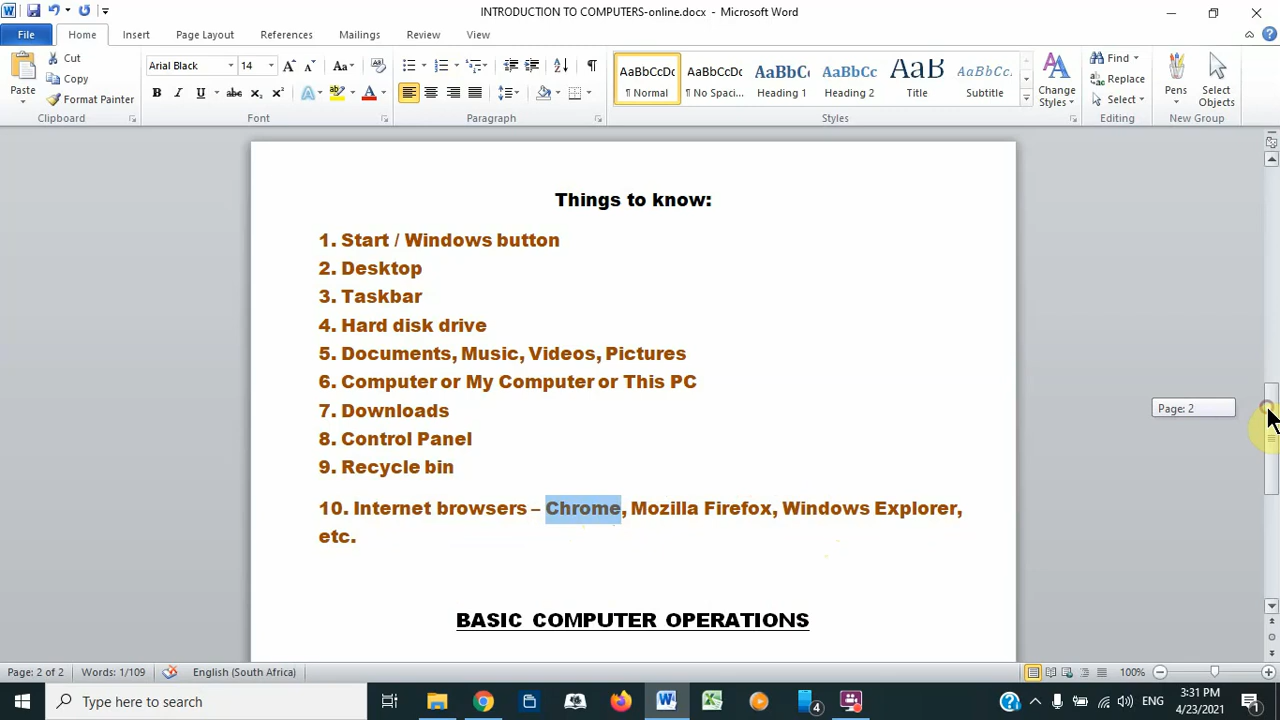 INTRODUCTION TO COMPUTERS-online.docx - Microsoft Word
File Home Insert Page Layout References Mailings Review View
Paste
Cut
Copy
Format Painter
Clipboard
Arial Black 14
Font
Paragraph
AaBbCcDc AaBbCcDc AaBbCc AaBbCc AaB AaBbCcDc
¶ Normal ¶ No Spaci... Heading 1 Heading 2 Title Subtitle
Change Styles
Styles
Find
Replace
Select
Editing
Pens
Select Objects
New Group
Things to know:
1. Start / Windows button
2. Desktop
3. Taskbar
4. Hard disk drive
5. Documents, Music, Videos, Pictures
6. Computer or My Computer or This PC
7. Downloads
8. Control Panel
9. Recycle bin
10. Internet browsers – Chrome, Mozilla Firefox, Windows Explorer,
etc.
BASIC COMPUTER OPERATIONS
Page: 2
Page: 2 of 2 Words: 1/109 English (South Africa) 100%
Type here to search
4
ENG
3:31 PM
4/23/2021
1